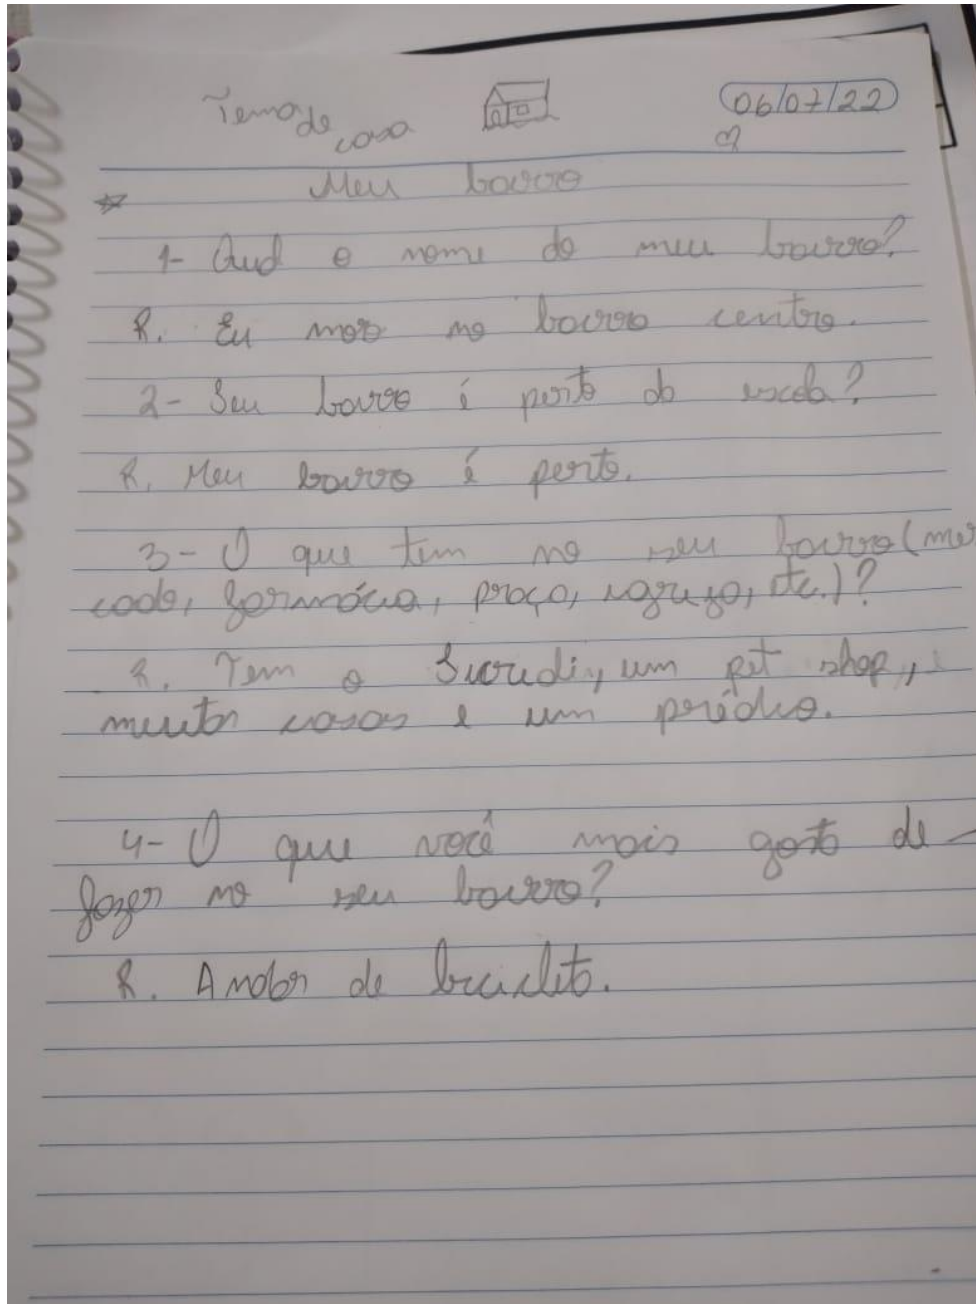 Tema de casa
06/07/22
Meu bairro
1- Qual o nome do meu bairro?
R. Eu moro no bairro centro.
2- Seu bairro é perto da escola?
R. Meu bairro é perto.
3- O que tem no seu bairro (mer
cado, farmácia, praça, igreja, etc.)?
R. Tem o Sicredi, um pet shop,
muitas casas e um prédio.
4- O que você mais gosta de
fazer no seu bairro?
R. Andar de bicicleta.